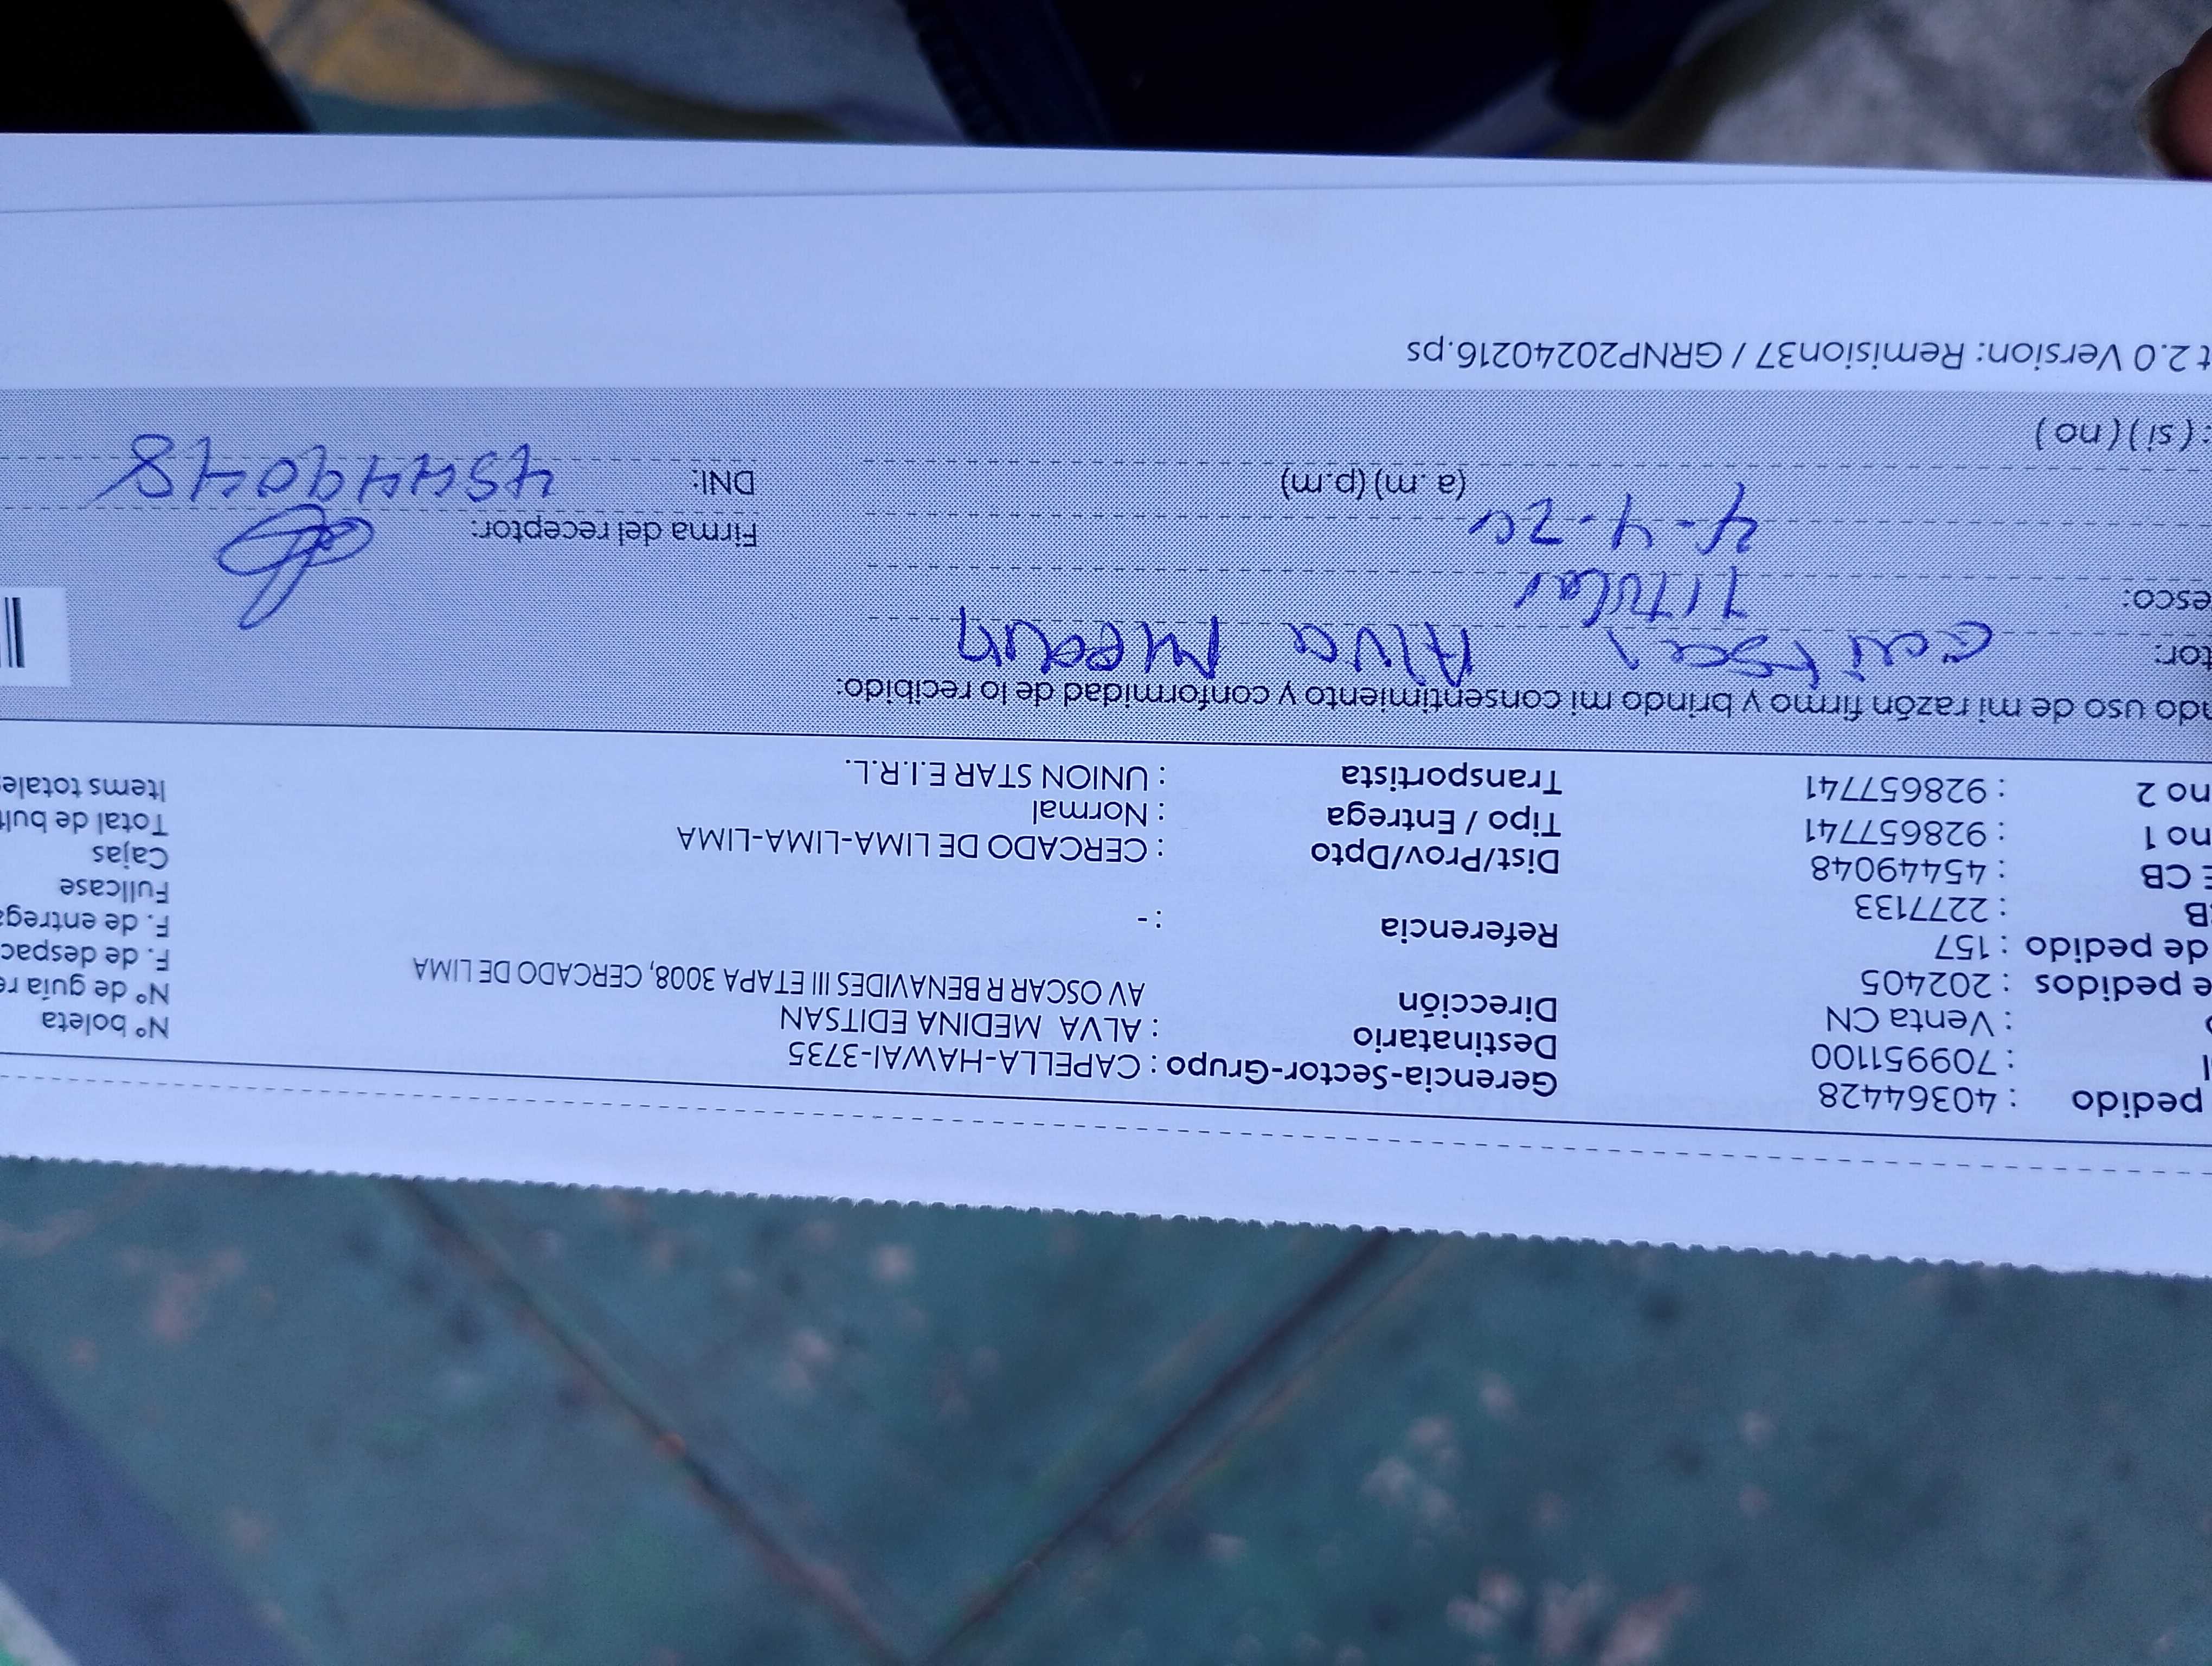 pedido : 40364428 Gerencia-Sector-Grupo : CAPELLA-HAWAI-3735 N° boleta
: 709951100 Destinatario : ALVA MEDINA EDITSAN N° de guía re
: Venta CN Dirección AV OSCAR R BENAVIDES III ETAPA 3008, CERCADO DE LIMA F. de despac
e pedidos : 202405 F. de entrega
de pedido : 157 Referencia : - Fullcase
: 2277133 Cajas
CB : 45449048 Dist/Prov/Dpto : CERCADO DE LIMA-LIMA-LIMA Total de bult
no 1 : 928657741 Tipo / Entrega : Normal Items totale
no 2 : 928657741 Transportista : UNION STAR E.I.R.L.
ndo uso de mi razón firmo y brindo mi consentimiento y conformidad de lo recibido:
tor: Alva
esco: Titular
4-4-24 (a.m) (p.m) Firma del receptor:
DNI: 45449048
: (si) (no)
t 2.0 Version: Remision37 / GRNP20240216.ps